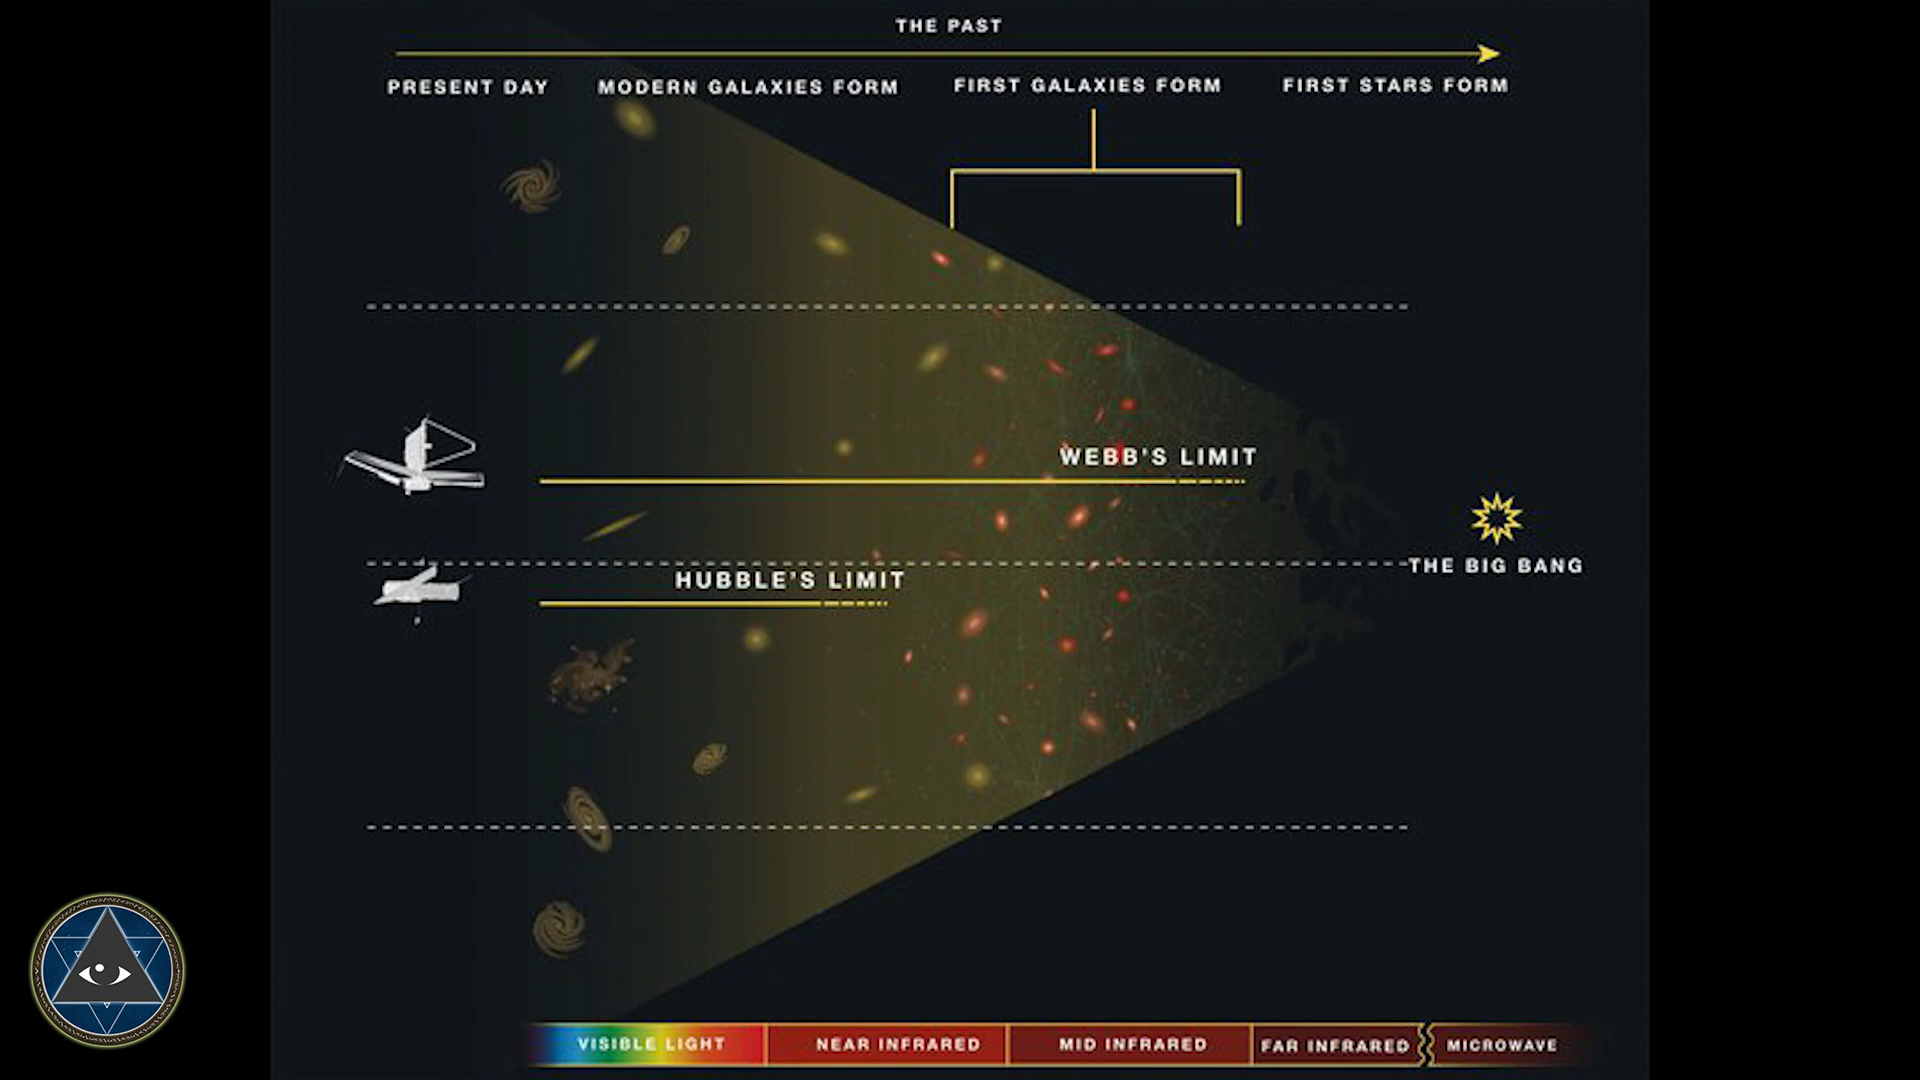 THE PAST
PRESENT DAY
MODERN GALAXIES FORM
FIRST GALAXIES FORM
FIRST STARS FORM
WEBB'S LIMIT
THE BIG BANG
HUBBLE'S LIMIT
VISIBLE LIGHT
NEAR INFRARED
MID INFRARED
FAR INFRARED
MICROWAVE